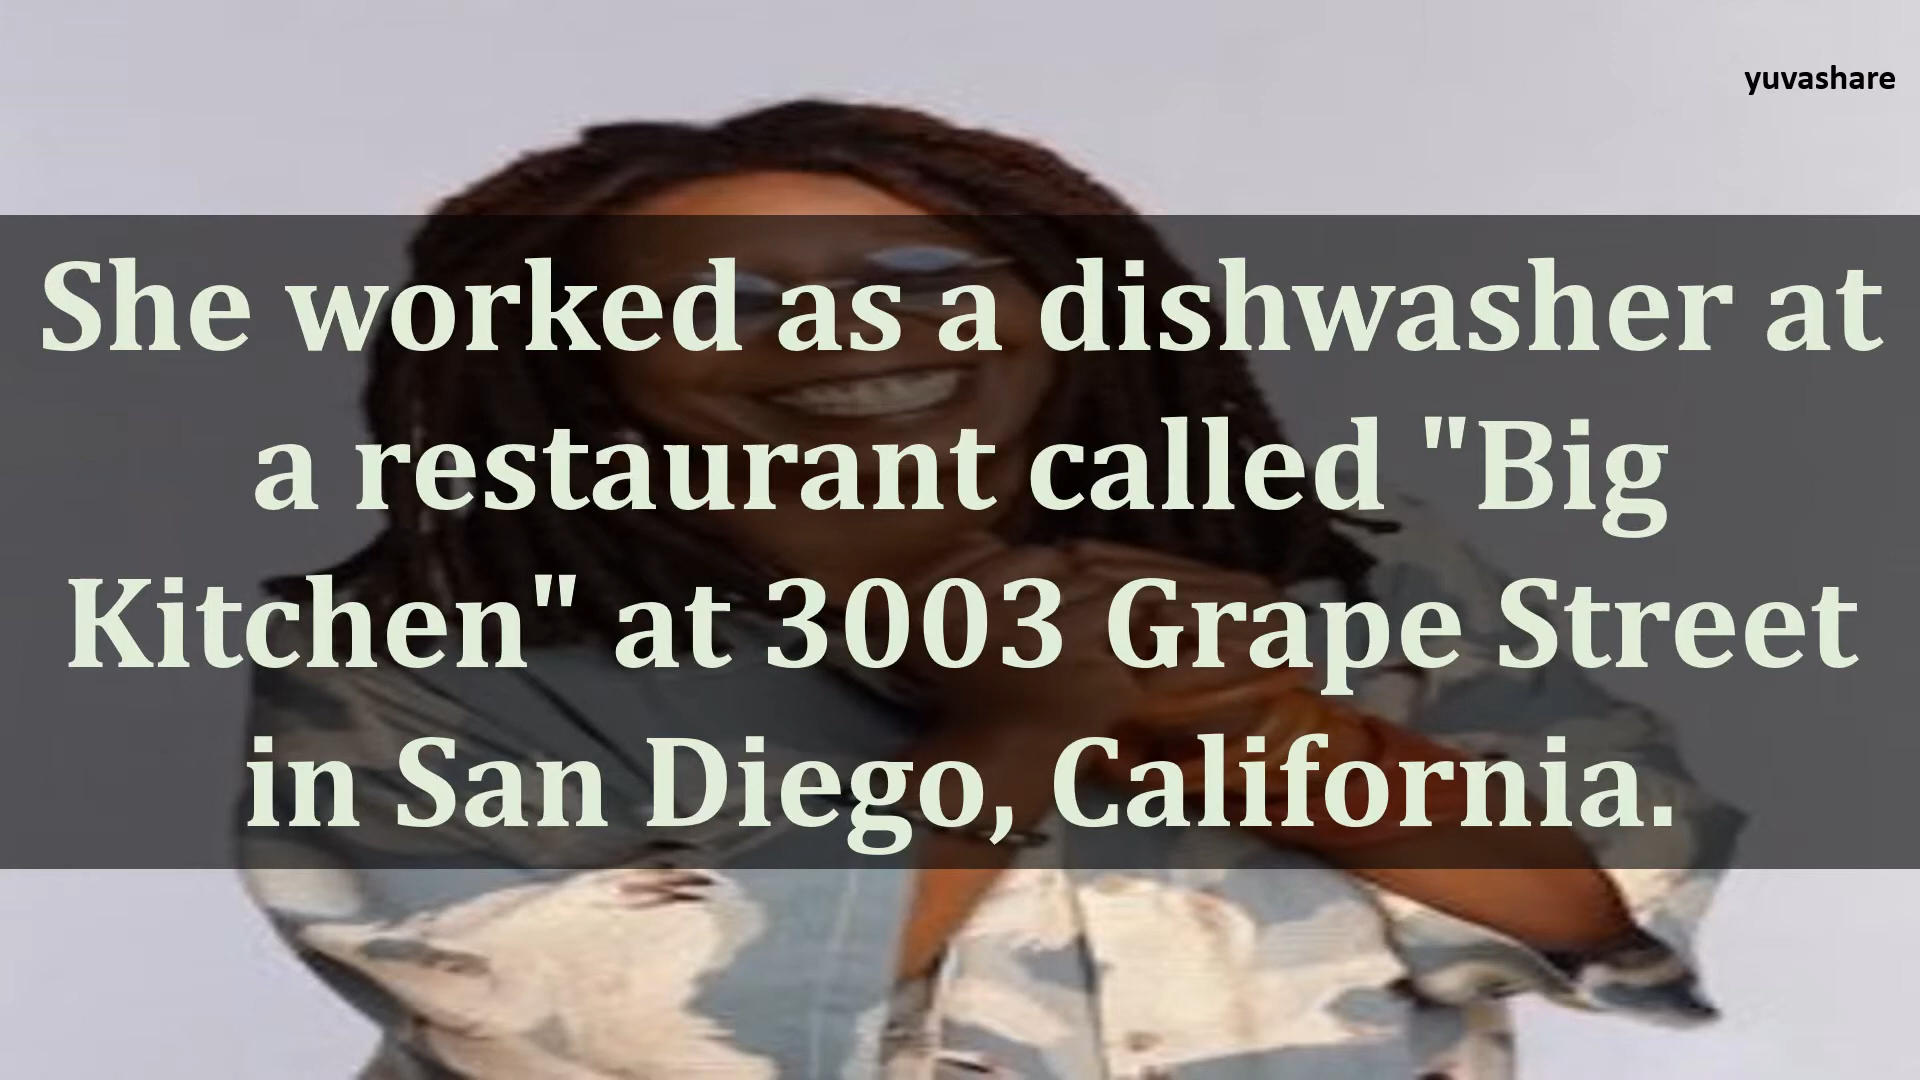 yuvashare
She worked as a dishwasher at
a restaurant called "Big
Kitchen" at 3003 Grape Street
in San Diego, California.